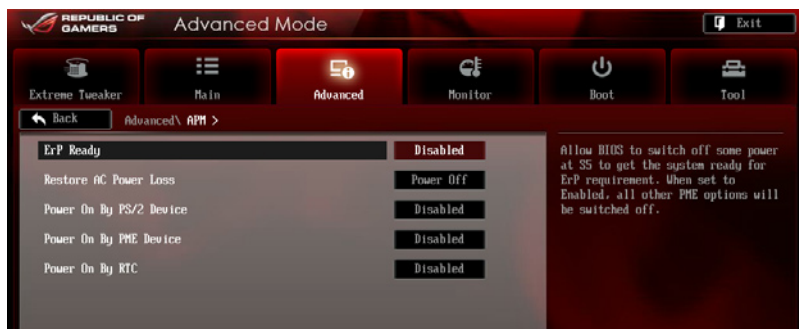 REPUBLIC OF
GAMERS
Advanced Mode
Exit
Extreme Tweaker
Main
Advanced
Monitor
Boot
Tool
Back
Advanced\ APM >
ErP Ready Disabled
Restore AC Power Loss Power Off
Power On By PS/2 Device Disabled
Power On By PME Device Disabled
Power On By RTC Disabled
Allow BIOS to switch off some power
at S5 to get the system ready for
ErP requirement. When set to
Enabled, all other PME options will
be switched off.